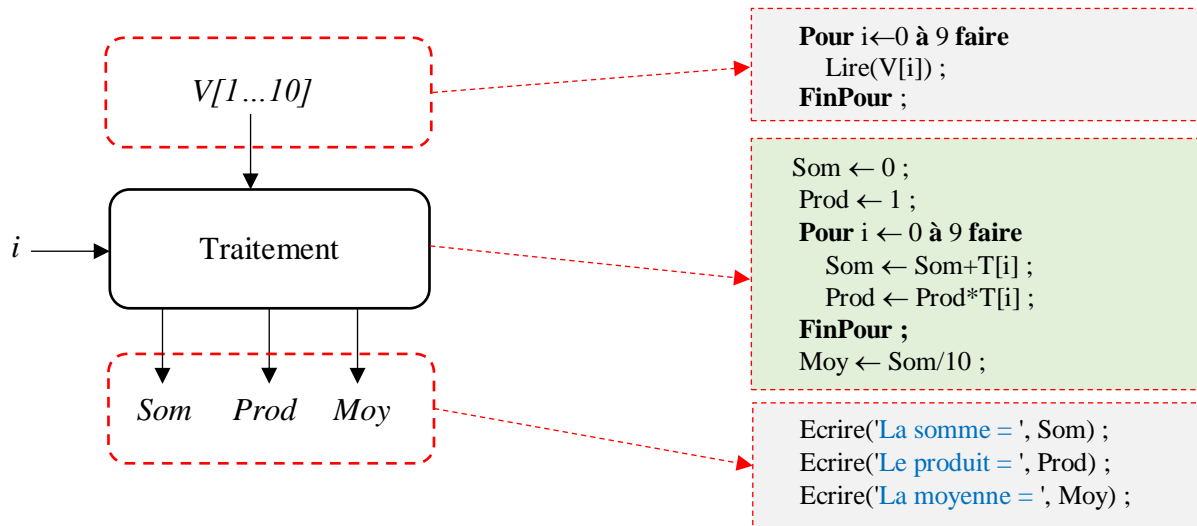 V[1…10]
i
Traitement
Som Prod Moy
Pour i←0 à 9 faire
Lire(V[i]) ;
FinPour ;
Som ← 0 ;
Prod ← 1 ;
Pour i ← 0 à 9 faire
Som ← Som+T[i] ;
Prod ← Prod*T[i] ;
FinPour ;
Moy ← Som/10 ;
Ecrire('La somme = ', Som) ;
Ecrire('Le produit = ', Prod) ;
Ecrire('La moyenne = ', Moy) ;